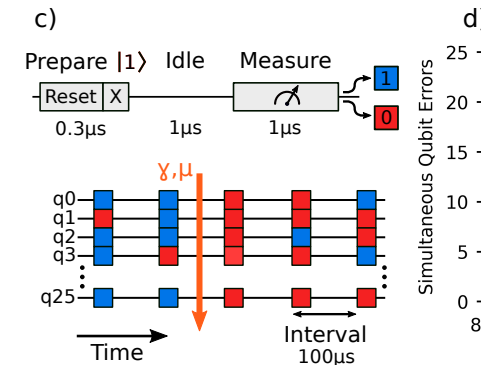 c)
Prepare |1⟩ Idle Measure
Reset X
1
0
0.3μs 1μs 1μs
γ,μ
q0
q1
q2
q3
q25
Time
Interval
100μs
d)
Simultaneous Qubit Errors
25
20
15
10
5
0
8